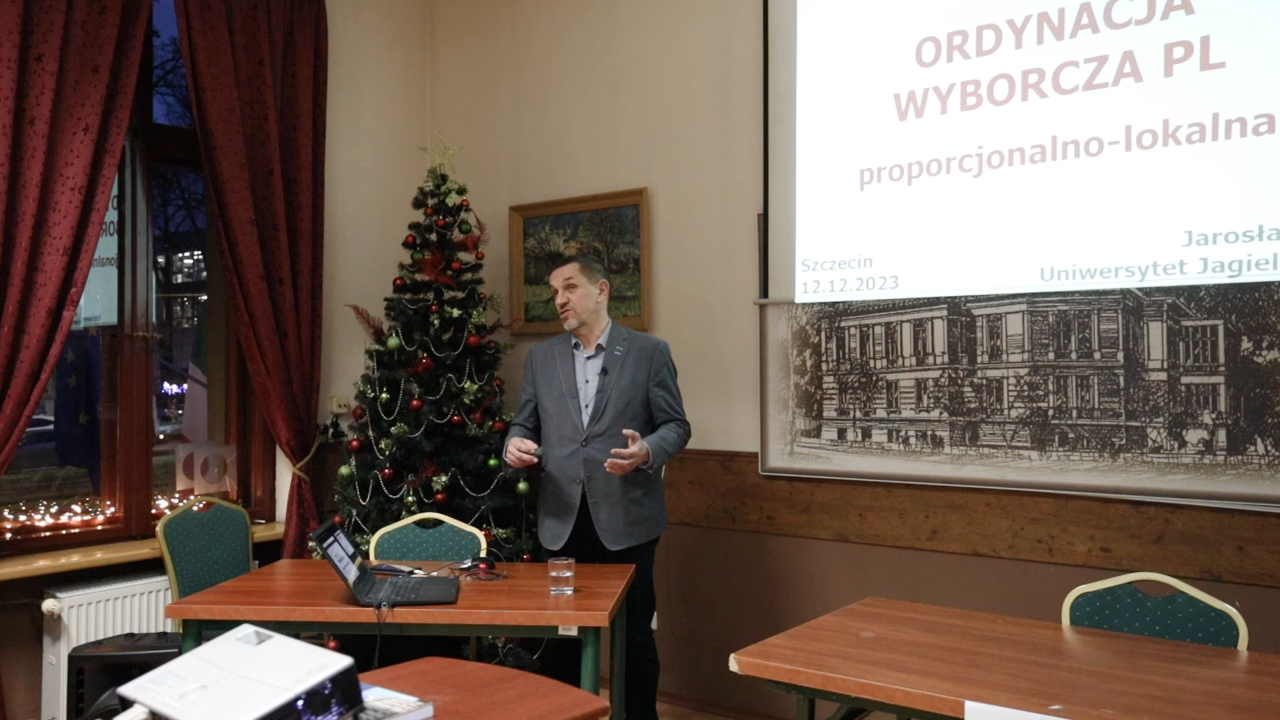 ORDYNACJA
WYBORCZA PL
proporcjonalno-lokalna
Jarosła
Szczecin
Uniwersytet Jagiel
12.12.2023